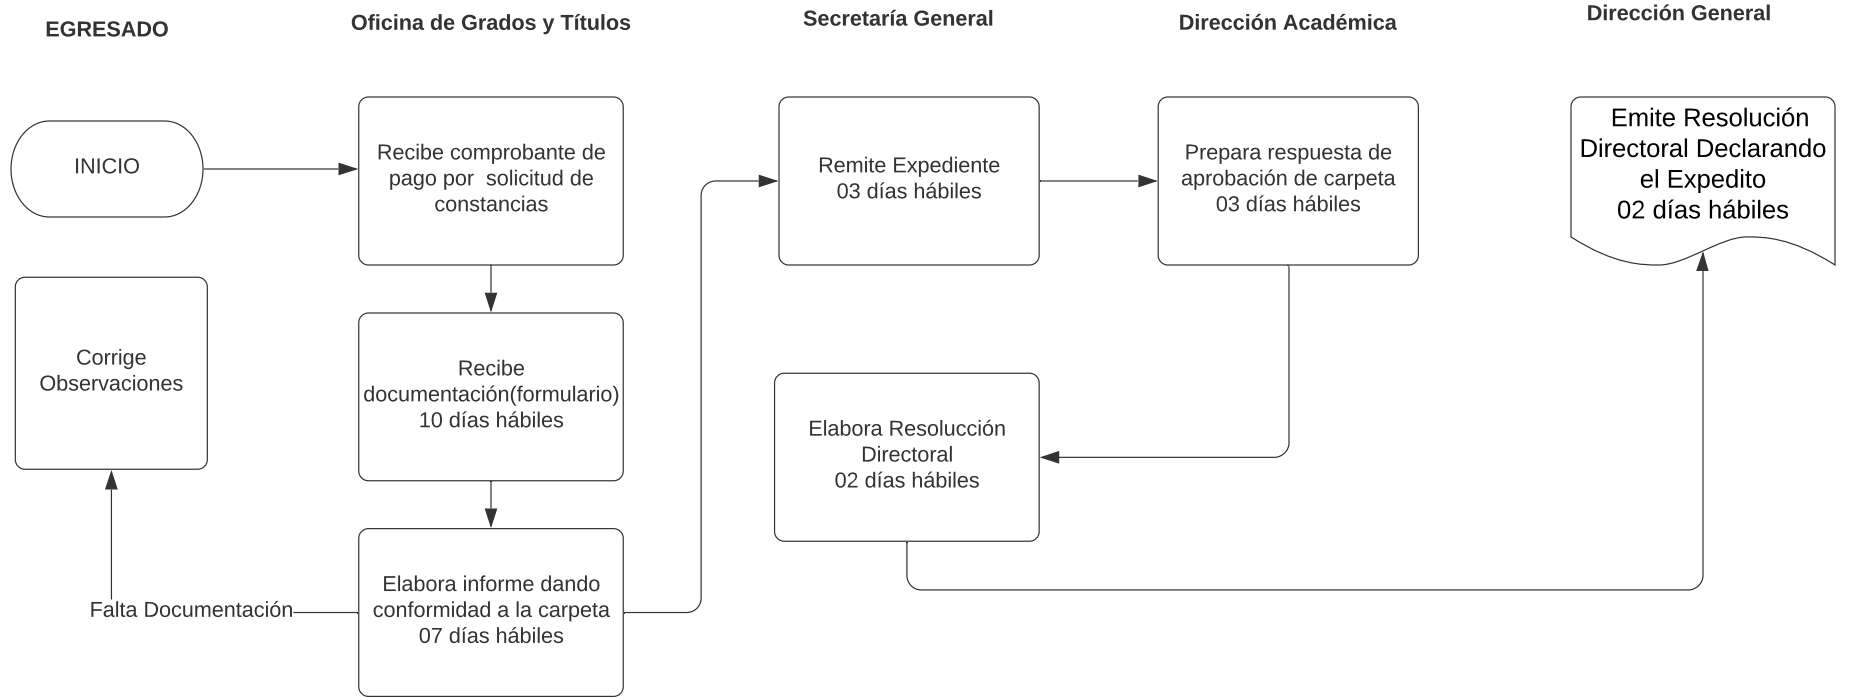 EGRESADO
Oficina de Grados y Títulos
Secretaría General
Dirección Académica
Dirección General
INICIO
Recibe comprobante de
pago por solicitud de
constancias
Remite Expediente
03 días hábiles
Prepara respuesta de
aprobación de carpeta
03 días hábiles
Emite Resolución
Directoral Declarando
el Expedito
02 días hábiles
Corrige
Observaciones
Recibe
documentación(formulario)
10 días hábiles
Elabora Resolucción
Directoral
02 días hábiles
Falta Documentación
Elabora informe dando
conformidad a la carpeta
07 días hábiles